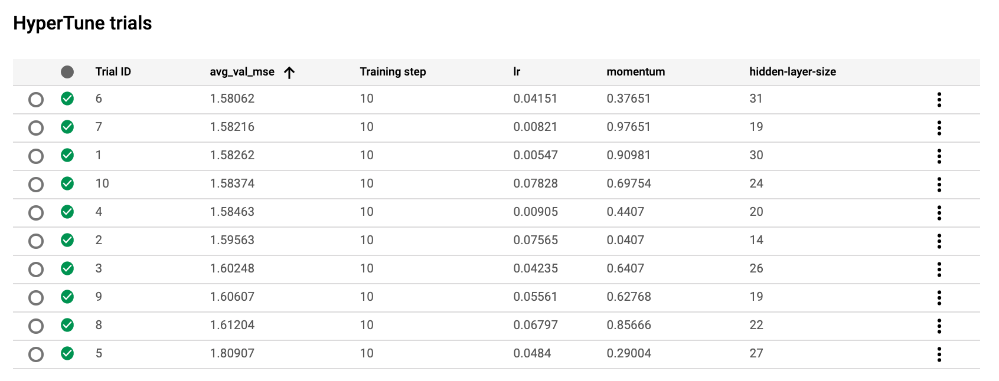 HyperTune trials
Trial ID avg_val_mse Training step lr momentum hidden-layer-size
6 1.58062 10 0.04151 0.37651 31
7 1.58216 10 0.00821 0.97651 19
1 1.58262 10 0.00547 0.90981 30
10 1.58374 10 0.07828 0.69754 24
4 1.58463 10 0.00905 0.4407 20
2 1.59563 10 0.07565 0.0407 14
3 1.60248 10 0.04235 0.6407 26
9 1.60607 10 0.05561 0.62768 19
8 1.61204 10 0.06797 0.85666 22
5 1.80907 10 0.0484 0.29004 27